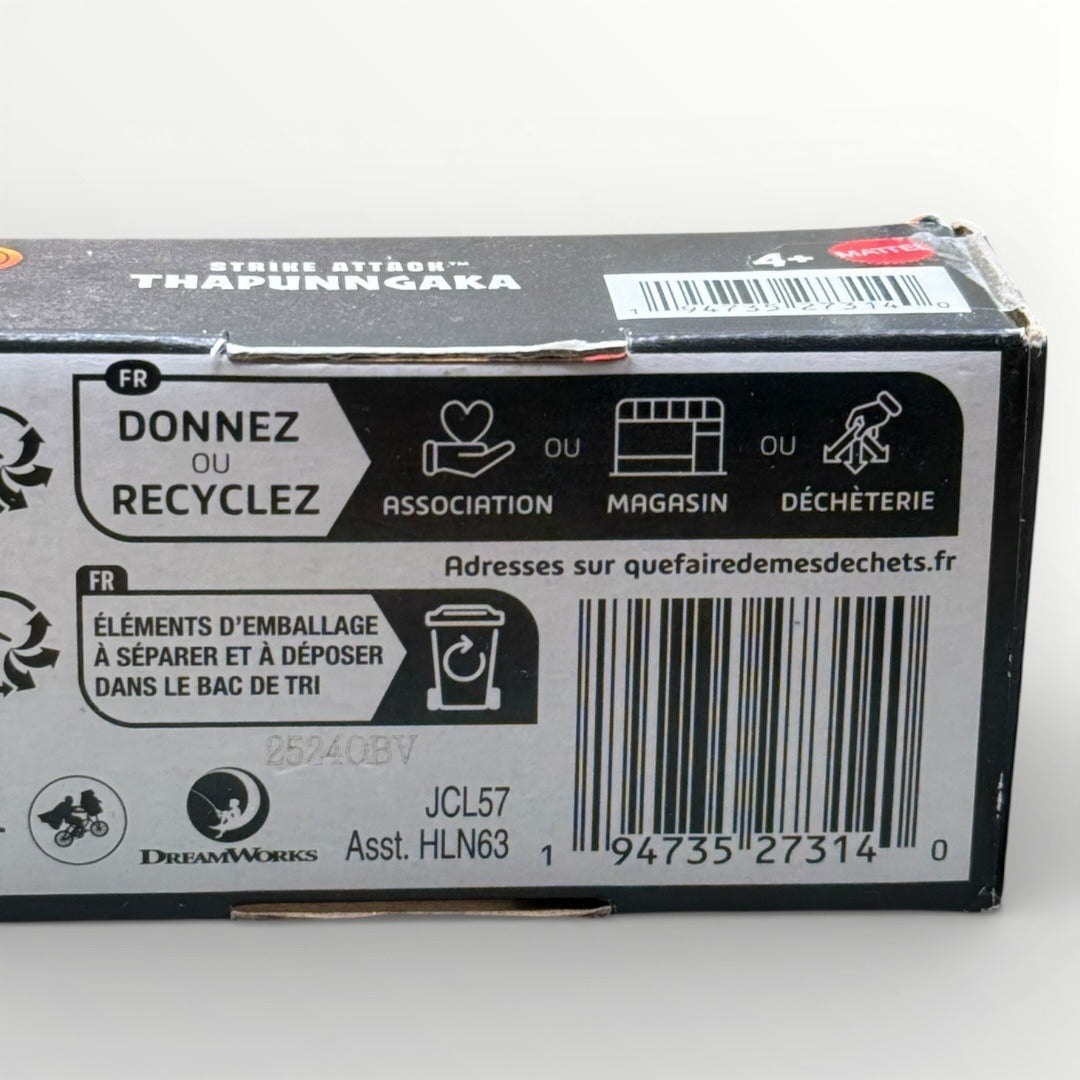 STRIKE ATTACK™
THAPUNNGAKA
4+
MATTEL
1 94735 27314 0
FR
DONNEZ
OU
RECYCLEZ
ASSOCIATION
OU
MAGASIN
OU
DÉCHÈTERIE
Adresses sur quefairedemesdechets.fr
FR
ÉLÉMENTS D'EMBALLAGE
À SÉPARER ET À DÉPOSER
DANS LE BAC DE TRI
2524OBV
DREAMWORKS
JCL57
Asst. HLN63
1 94735 27314 0